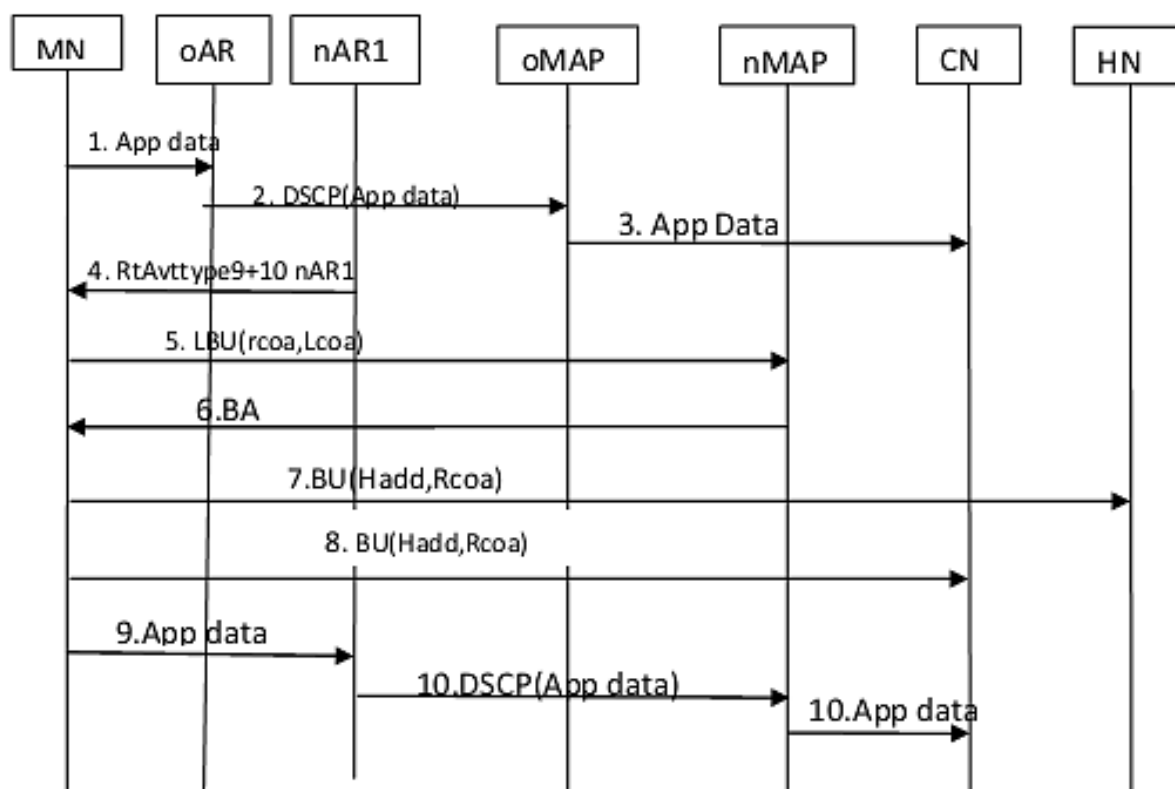 MN
oAR
nAR1
oMAP
nMAP
CN
HN
1. App data
2. DSCP(App data)
3. App Data
4. RtAvttype9+10 nAR1
5. LBU(rcoa,Lcoa)
6.BA
7.BU(Hadd,Rcoa)
8. BU(Hadd,Rcoa)
9.App data
10.DSCP(App data)
10.App data